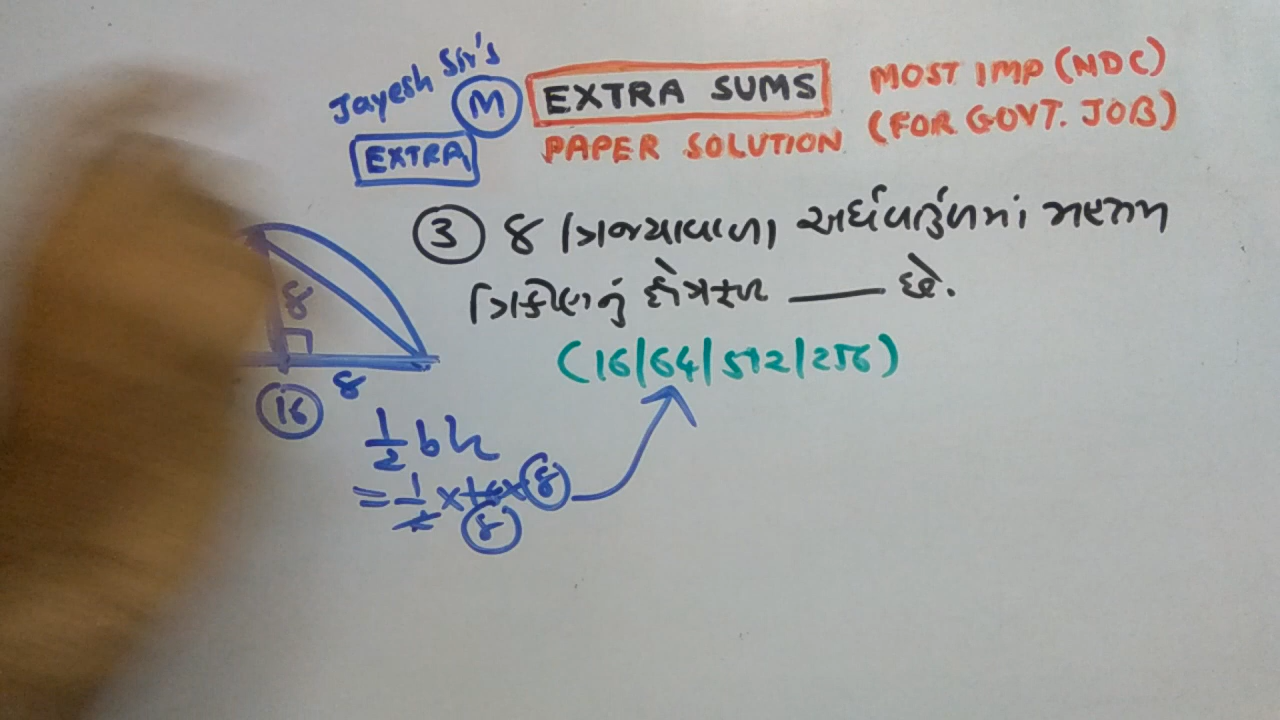 Jayesh Sir's
M
EXTRA SUMS
MOST IMP (NDC)
EXTRA
PAPER SOLUTION
(FOR GOVT. JOB)
3 8 ત્રિજ્યાવાળા અર્ધવર્તુળમાં મહત્તમ
ત્રિકોણનું ક્ષેત્રફળ ____ છે.
(16/64/512/256)
8
8
16
1/2 bh
= 1/2 × 16 × 8
8